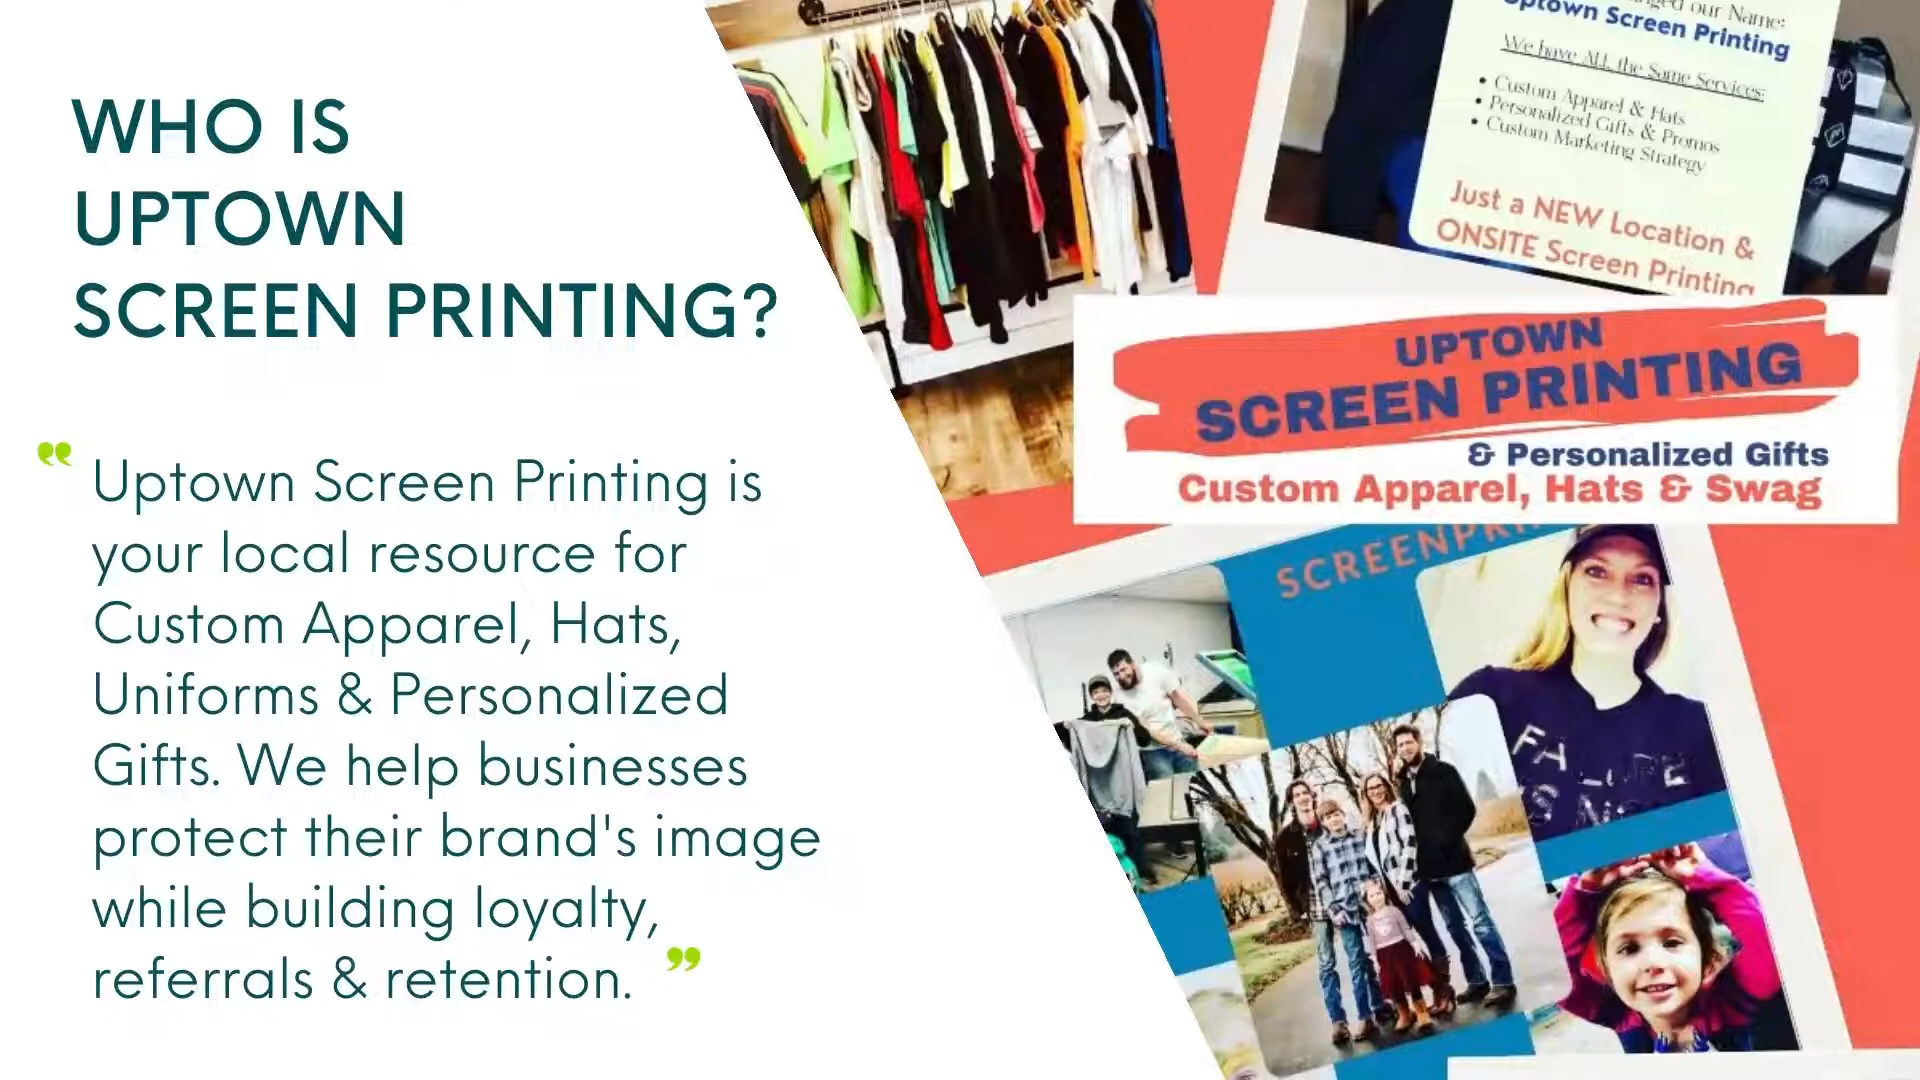 WHO IS
UPTOWN
SCREEN PRINTING?
" Uptown Screen Printing is
your local resource for
Custom Apparel, Hats,
Uniforms & Personalized
Gifts. We help businesses
protect their brand's image
while building loyalty,
referrals & retention. "
our Name:
Uptown Screen Printing
We have ALL the Same Services:
• Custom Apparel & Hats
• Personalized Gifts & Promos
• Custom Marketing Strategy
Just a NEW Location &
ONSITE Screen Printing
UPTOWN
SCREEN PRINTING
& Personalized Gifts
Custom Apparel, Hats & Swag